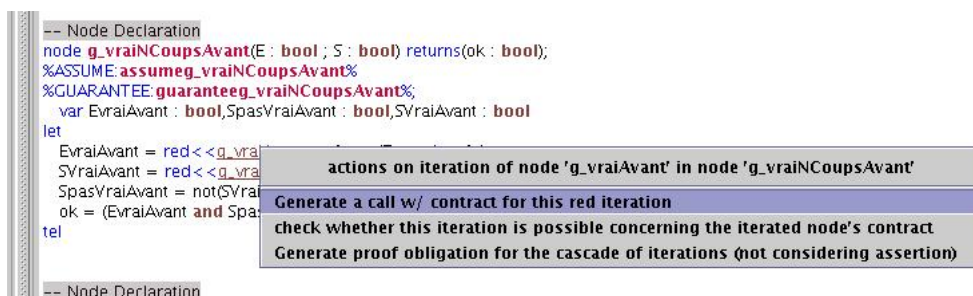 -- Node Declaration
node g_vraiNCoupsAvant(E : bool ; S : bool) returns(ok : bool);
%ASSUME:assumeg_vraiNCoupsAvant%
%GUARANTEE:guaranteeg_vraiNCoupsAvant%;
var EvraiAvant : bool,SpasVraiAvant : bool,SVraiAvant : bool
let
EvraiAvant = red<<g_vrai
SVraiAvant = red<<g_vra
SpasVraiAvant = not(SVrai
ok = (EvraiAvant and Spas
tel
actions on iteration of node 'g_vraiAvant' in node 'g_vraiNCoupsAvant'
Generate a call w/ contract for this red iteration
check whether this iteration is possible concerning the iterated node's contract
Generate proof obligation for the cascade of iterations (not considering assertion)
-- Node Declaration